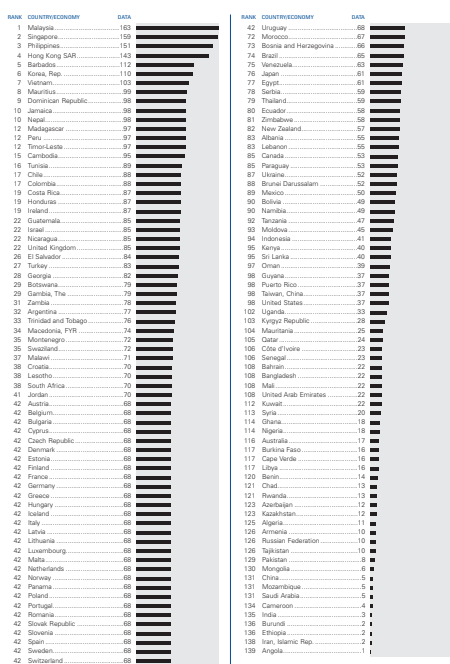 RANK COUNTRY/ECONOMY DATA
1 Malaysia 163
2 Singapore 159
3 Philippines 151
4 Hong Kong SAR 143
5 Barbados 112
6 Korea, Rep. 110
7 Vietnam 103
8 Mauritius 99
9 Dominican Republic 98
10 Jamaica 98
10 Nepal 98
12 Madagascar 97
12 Peru 97
12 Timor-Leste 97
15 Cambodia 95
16 Tunisia 89
17 Chile 88
17 Colombia 88
19 Costa Rica 87
19 Honduras 87
19 Ireland 87
22 Guatemala 85
22 Israel 85
22 Nicaragua 85
22 United Kingdom 85
26 El Salvador 84
27 Turkey 83
28 Georgia 82
29 Botswana 79
29 Gambia, The 79
31 Zambia 78
32 Argentina 77
33 Trinidad and Tobago 76
34 Macedonia, FYR 74
35 Montenegro 72
35 Swaziland 72
37 Malawi 71
38 Croatia 70
38 Lesotho 70
38 South Africa 70
41 Jordan 70
42 Austria 68
42 Belgium 68
42 Bulgaria 68
42 Cyprus 68
42 Czech Republic 68
42 Denmark 68
42 Estonia 68
42 Finland 68
42 France 68
42 Germany 68
42 Greece 68
42 Hungary 68
42 Iceland 68
42 Italy 68
42 Latvia 68
42 Lithuania 68
42 Luxembourg 68
42 Malta 68
42 Netherlands 68
42 Norway 68
42 Panama 68
42 Poland 68
42 Portugal 68
42 Romania 68
42 Slovak Republic 68
42 Slovenia 68
42 Spain 68
42 Sweden 68
42 Switzerland 68
RANK COUNTRY/ECONOMY DATA
42 Uruguay 68
72 Morocco 67
73 Bosnia and Herzegovina 66
74 Brazil 65
75 Venezuela 63
76 Japan 61
77 Egypt 61
78 Serbia 59
79 Thailand 59
80 Ecuador 58
81 Zimbabwe 58
82 New Zealand 57
83 Albania 55
83 Lebanon 55
85 Canada 53
85 Paraguay 53
87 Ukraine 52
88 Brunei Darussalam 52
89 Mexico 50
90 Bolivia 49
90 Namibia 49
92 Tanzania 47
93 Moldova 45
94 Indonesia 41
95 Kenya 40
95 Sri Lanka 40
97 Oman 39
98 Guyana 37
98 Puerto Rico 37
98 Taiwan, China 37
98 United States 37
102 Uganda 33
103 Kyrgyz Republic 28
104 Mauritania 25
105 Qatar 24
106 Côte d'Ivoire 23
106 Senegal 23
108 Bahrain 22
108 Bangladesh 22
108 Mali 22
108 United Arab Emirates 22
112 Kuwait 22
113 Syria 20
114 Ghana 18
114 Nigeria 18
116 Australia 17
117 Burkina Faso 16
117 Cape Verde 16
117 Libya 16
120 Benin 14
121 Chad 13
121 Rwanda 13
123 Azerbaijan 12
123 Kazakhstan 12
125 Algeria 11
126 Armenia 10
126 Russian Federation 10
126 Tajikistan 10
129 Pakistan 8
130 Mongolia 6
131 China 5
131 Mozambique 5
131 Saudi Arabia 5
134 Cameroon 4
135 India 3
136 Burundi 2
136 Ethiopia 2
138 Iran, Islamic Rep. 2
139 Angola 1